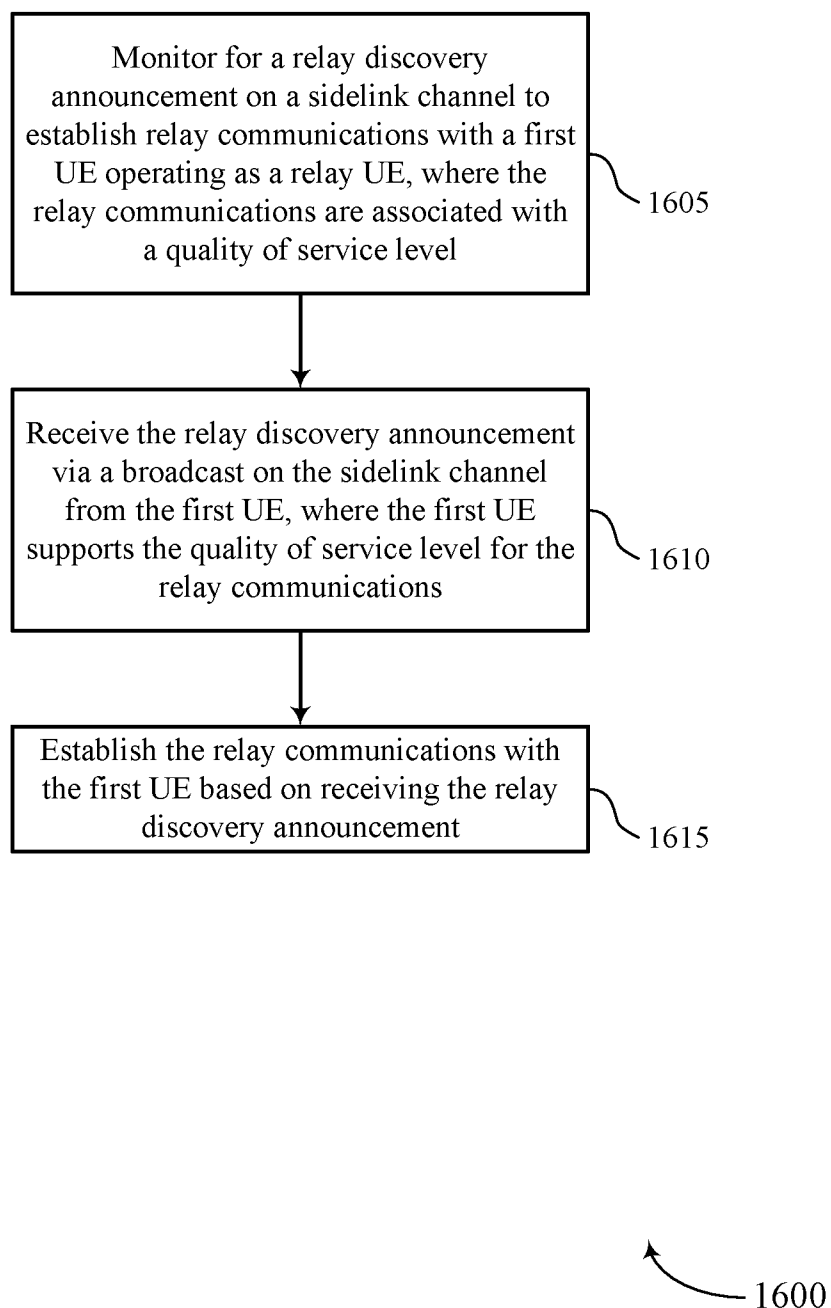 Monitor for a relay discovery
announcement on a sidelink channel to
establish relay communications with a first
UE operating as a relay UE, where the
relay communications are associated with
a quality of service level
1605
Receive the relay discovery announcement
via a broadcast on the sidelink channel
from the first UE, where the first UE
supports the quality of service level for the
relay communications
1610
Establish the relay communications with
the first UE based on receiving the relay
discovery announcement
1615
1600